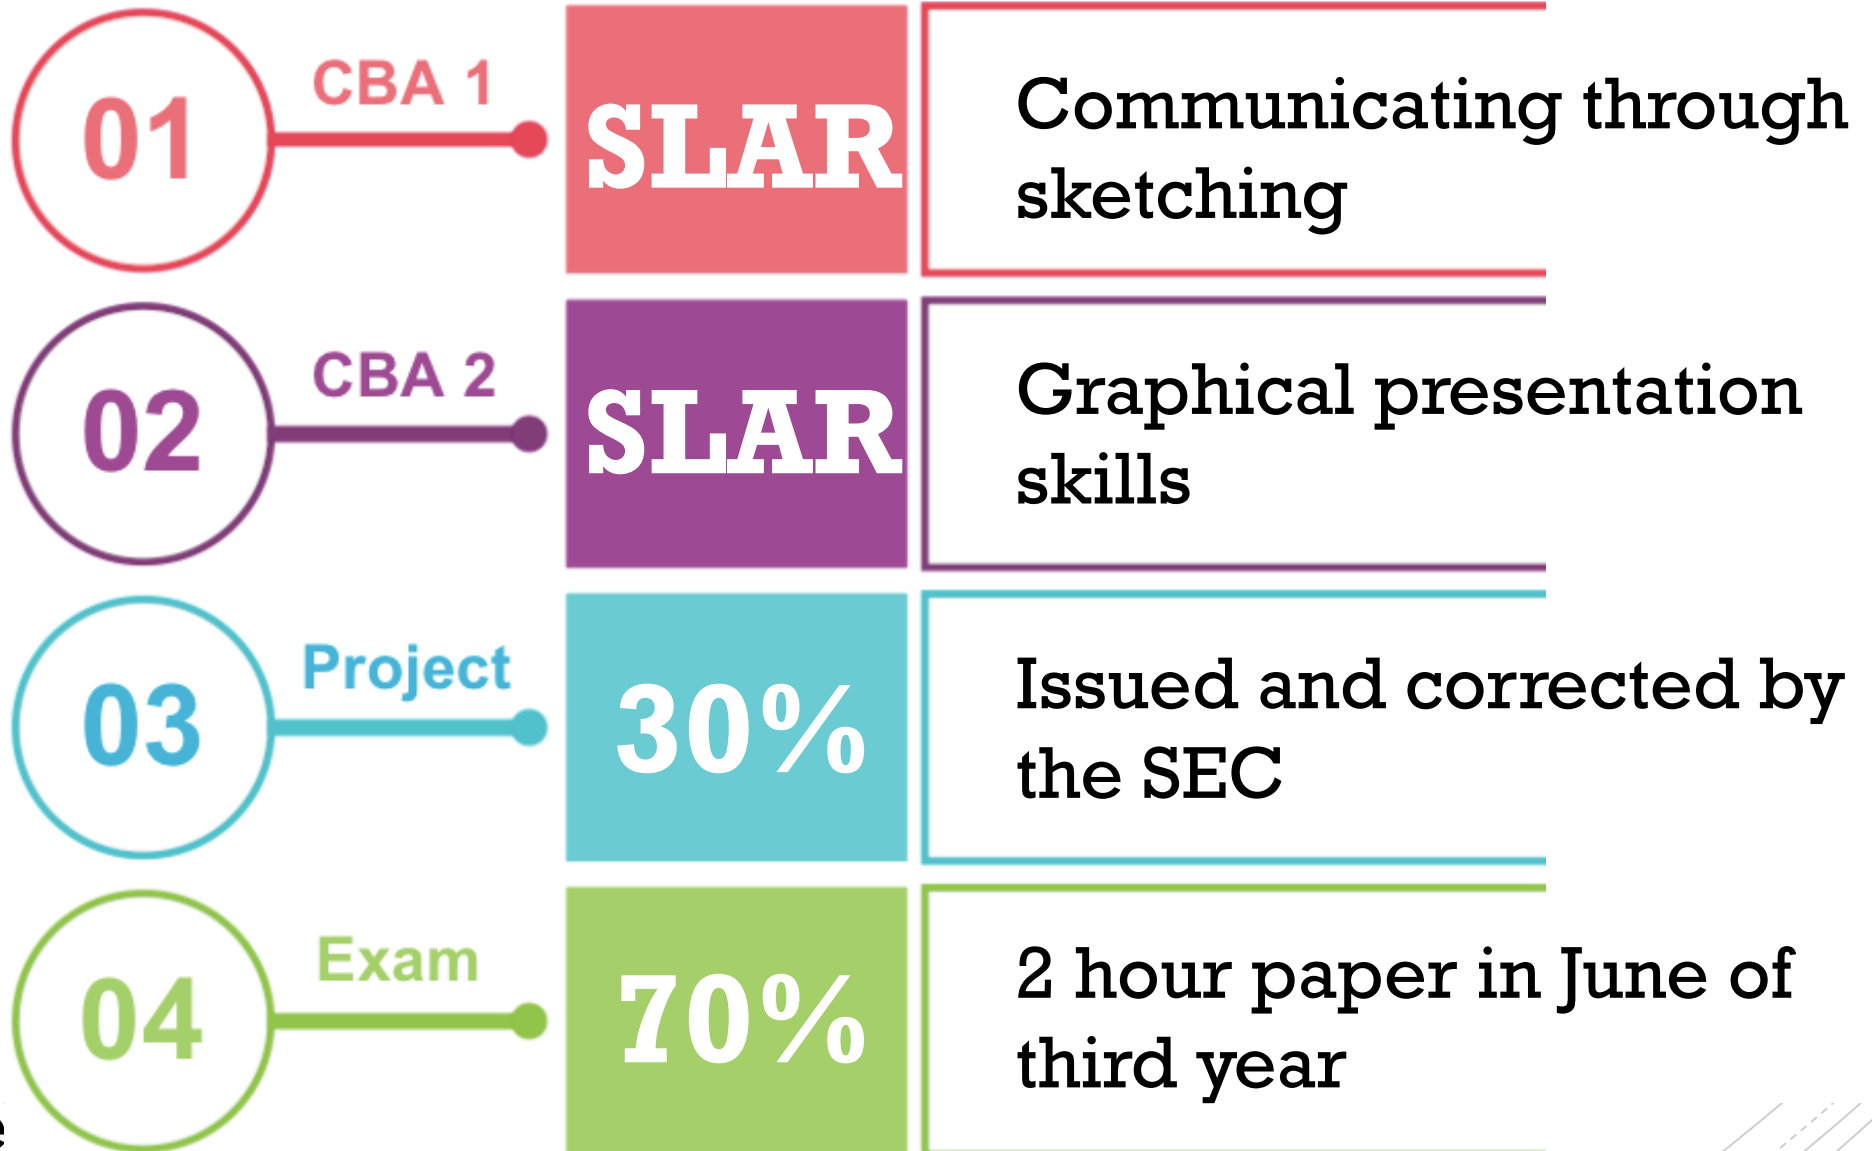 01
CBA 1
SLAR
Communicating through
sketching
02
CBA 2
SLAR
Graphical presentation
skills
03
Project
30%
Issued and corrected by
the SEC
04
Exam
70%
2 hour paper in June of
third year